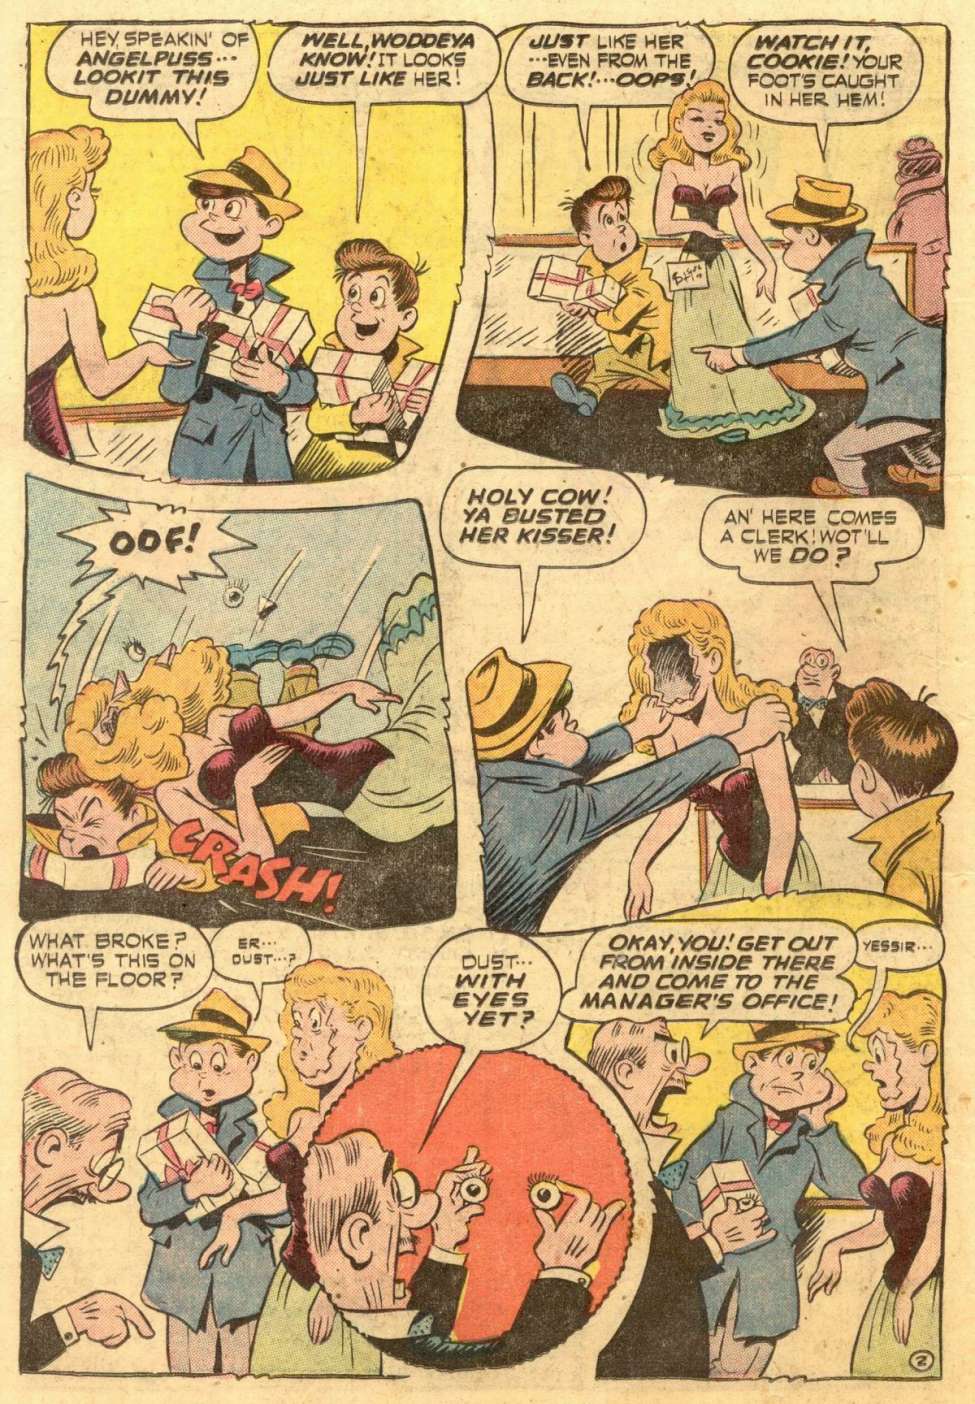 HEY, SPEAKIN' OF
ANGELPUSS...
LOOKIT THIS
DUMMY!
WELL, WODDEYA
KNOW! IT LOOKS
JUST LIKE HER!
JUST LIKE HER
...EVEN FROM THE
BACK!...OOPS!
WATCH IT,
COOKIE! YOUR
FOOT'S CAUGHT
IN HER HEM!
OOF!
CRASH!
HOLY COW!
YA BUSTED
HER KISSER!
AN' HERE COMES
A CLERK! WOT'LL
WE DO?
WHAT BROKE?
WHAT'S THIS ON
THE FLOOR?
ER...
DUST...?
DUST...
WITH
EYES
YET?
OKAY, YOU! GET OUT
FROM INSIDE THERE
AND COME TO THE
MANAGER'S OFFICE!
YESSIR...
2